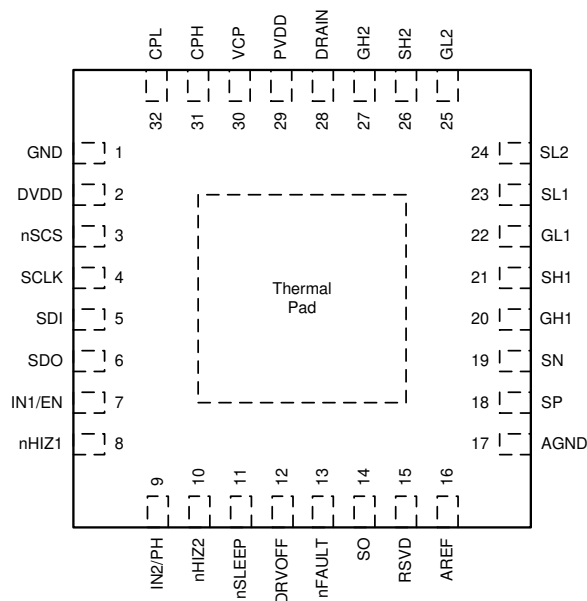 CPL CPH VCP PVDD DRAIN GH2 SH2 GL2
32 31 30 29 28 27 26 25
GND 1
DVDD 2
nSCS 3
SCLK 4
SDI 5
SDO 6
IN1/EN 7
nHIZ1 8
Thermal
Pad
24 SL2
23 SL1
22 GL1
21 SH1
20 GH1
19 SN
18 SP
17 AGND
9 10 11 12 13 14 15 16
IN2/PH nHIZ2 nSLEEP DRVOFF nFAULT SO RSVD AREF